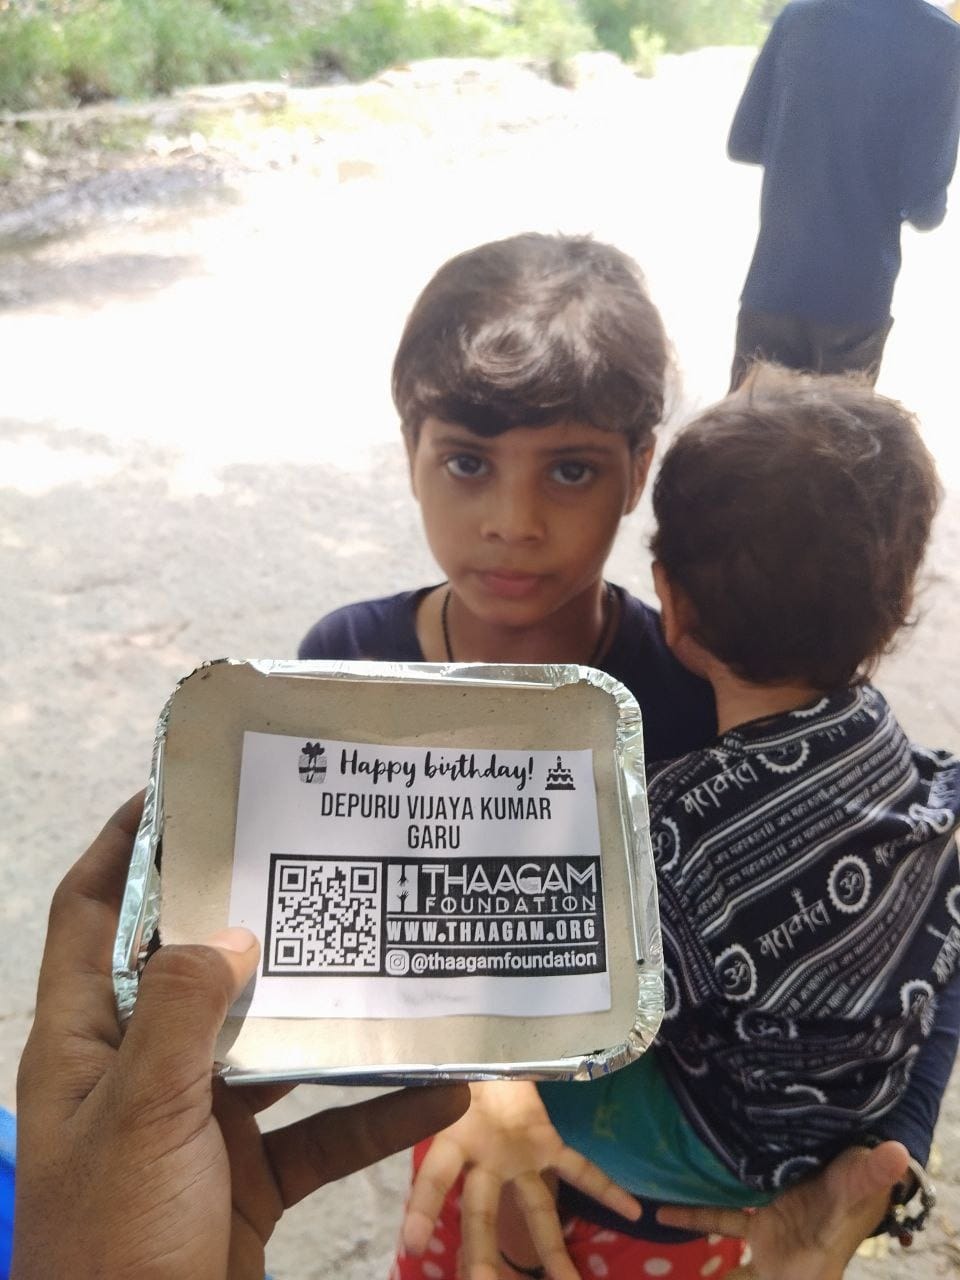 Happy birthday!
DEPURU VIJAYA KUMAR
GARU
THAAGAM
FOUNDATION
WWW.THAAGAM.ORG
@thaagamfoundation
महाकाल
ॐ
महाकाल
ॐ